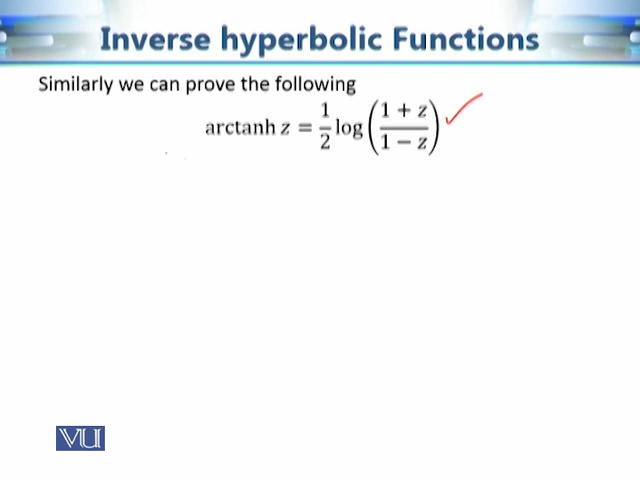 Inverse hyperbolic Functions
Similarly we can prove the following
arctanh z = 1/2 log((1 + z)/(1 − z))
VU